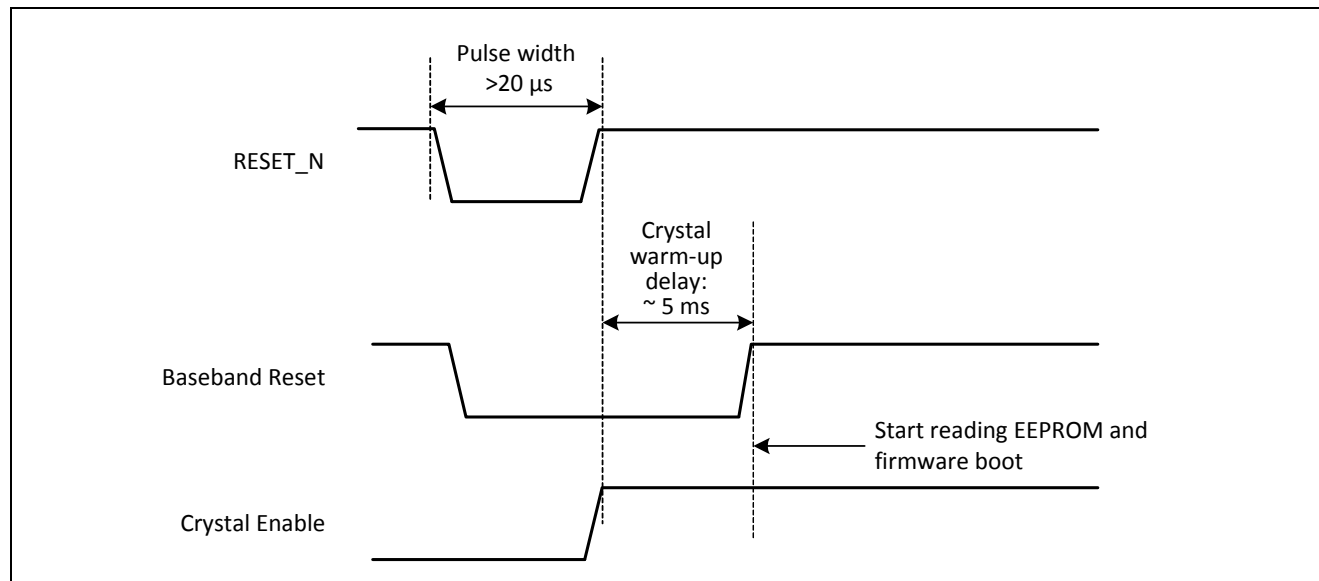 Pulse width
>20 µs
RESET_N
Crystal
warm-up
delay:
~ 5 ms
Baseband Reset
Start reading EEPROM and
firmware boot
Crystal Enable